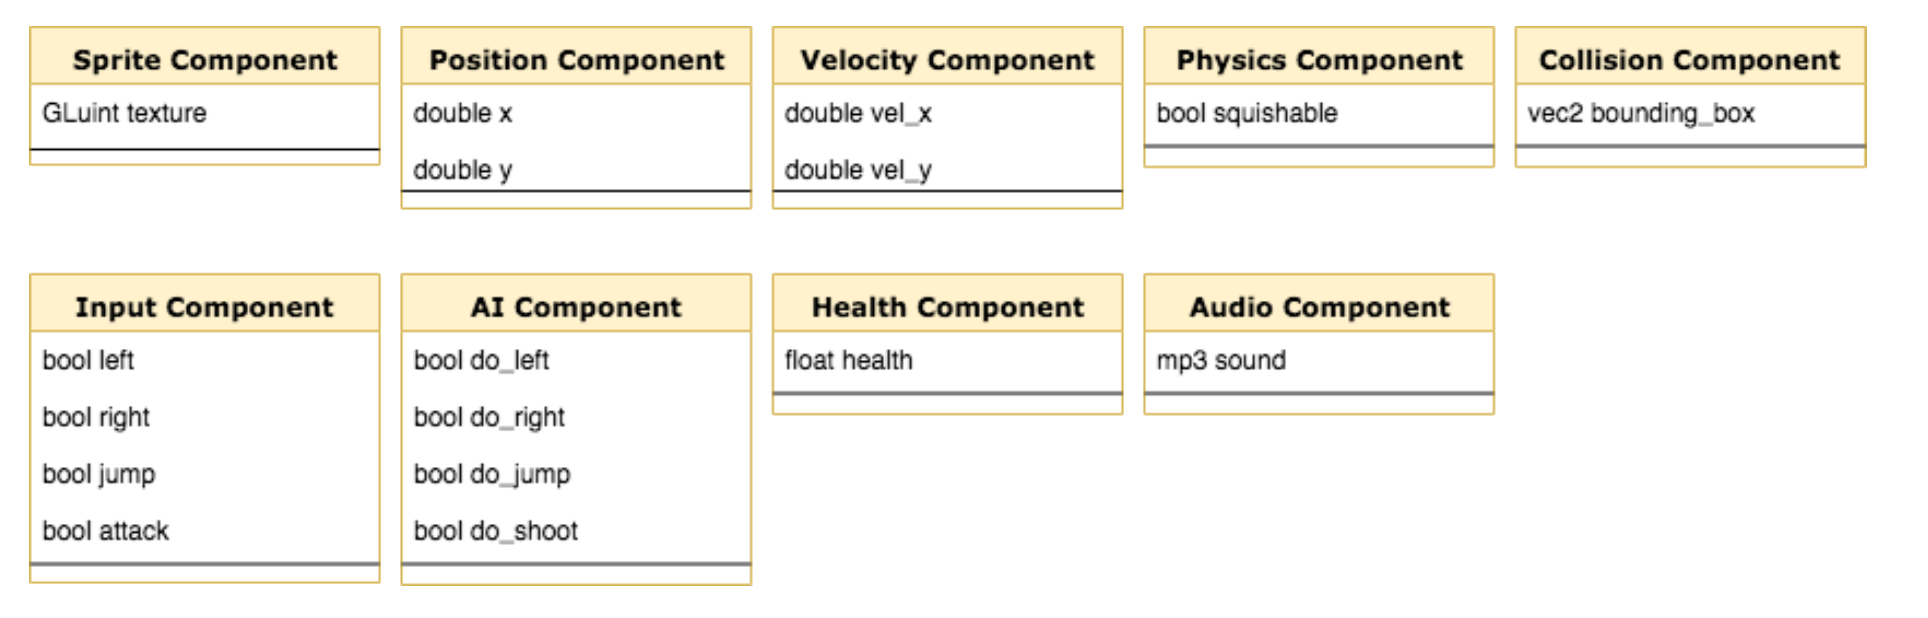 Sprite Component
GLuint texture
Position Component
double x
double y
Velocity Component
double vel_x
double vel_y
Physics Component
bool squishable
Collision Component
vec2 bounding_box
Input Component
bool left
bool right
bool jump
bool attack
AI Component
bool do_left
bool do_right
bool do_jump
bool do_shoot
Health Component
float health
Audio Component
mp3 sound